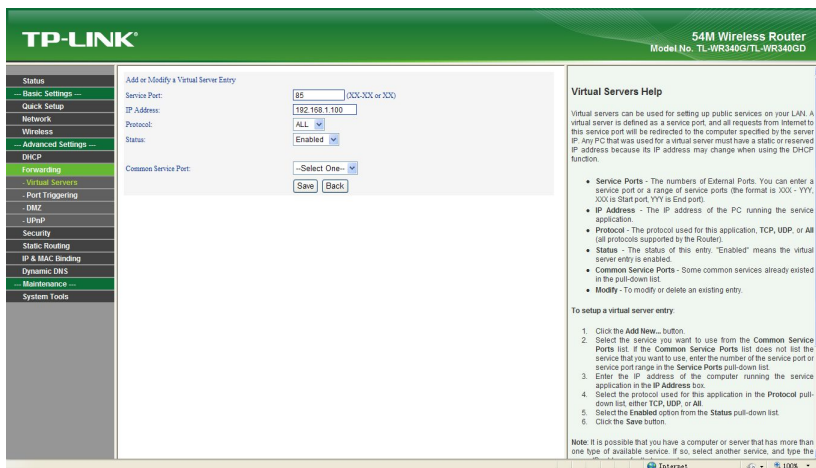 TP-LINK®
54M Wireless Router
Model No. TL-WR340G/TL-WR340GD
Status
--- Basic Settings ---
Quick Setup
Network
Wireless
--- Advanced Settings ---
DHCP
Forwarding
- Virtual Servers
- Port Triggering
- DMZ
- UPnP
Security
Static Routing
IP & MAC Binding
Dynamic DNS
--- Maintenance ---
System Tools
Add or Modify a Virtual Server Entry
Service Port: 85 (XX-XX or XX)
IP Address: 192.168.1.100
Protocol: ALL
Status: Enabled
Common Service Port: --Select One--
Save Back
Virtual Servers Help
Virtual servers can be used for setting up public services on your LAN. A
virtual server is defined as a service port, and all requests from Internet to
this service port will be redirected to the computer specified by the server
IP. Any PC that was used for a virtual server must have a static or reserved
IP address because its IP address may change when using the DHCP
function.
• Service Ports - The numbers of External Ports. You can enter a
service port or a range of service ports (the format is XXX - YYY,
XXX is Start port, YYY is End port).
• IP Address - The IP address of the PC running the service
application.
• Protocol - The protocol used for this application, TCP, UDP, or All
(all protocols supported by the Router).
• Status - The status of this entry. "Enabled" means the virtual
server entry is enabled.
• Common Service Ports - Some common services already existed
in the pull-down list.
• Modify - To modify or delete an existing entry.
To setup a virtual server entry:
1. Click the Add New... button.
2. Select the service you want to use from the Common Service
Ports list. If the Common Service Ports list does not list the
service that you want to use, enter the number of the service port or
service port range in the Service Ports pull-down list.
3. Enter the IP address of the computer running the service
application in the IP Address box.
4. Select the protocol used for this application in the Protocol pull-
down list, either TCP, UDP, or All.
5. Select the Enabled option from the Status pull-down list.
6. Click the Save button.
Note: It is possible that you have a computer or server that has more than
one type of available service. If so, select another service, and type the
Internet 100%